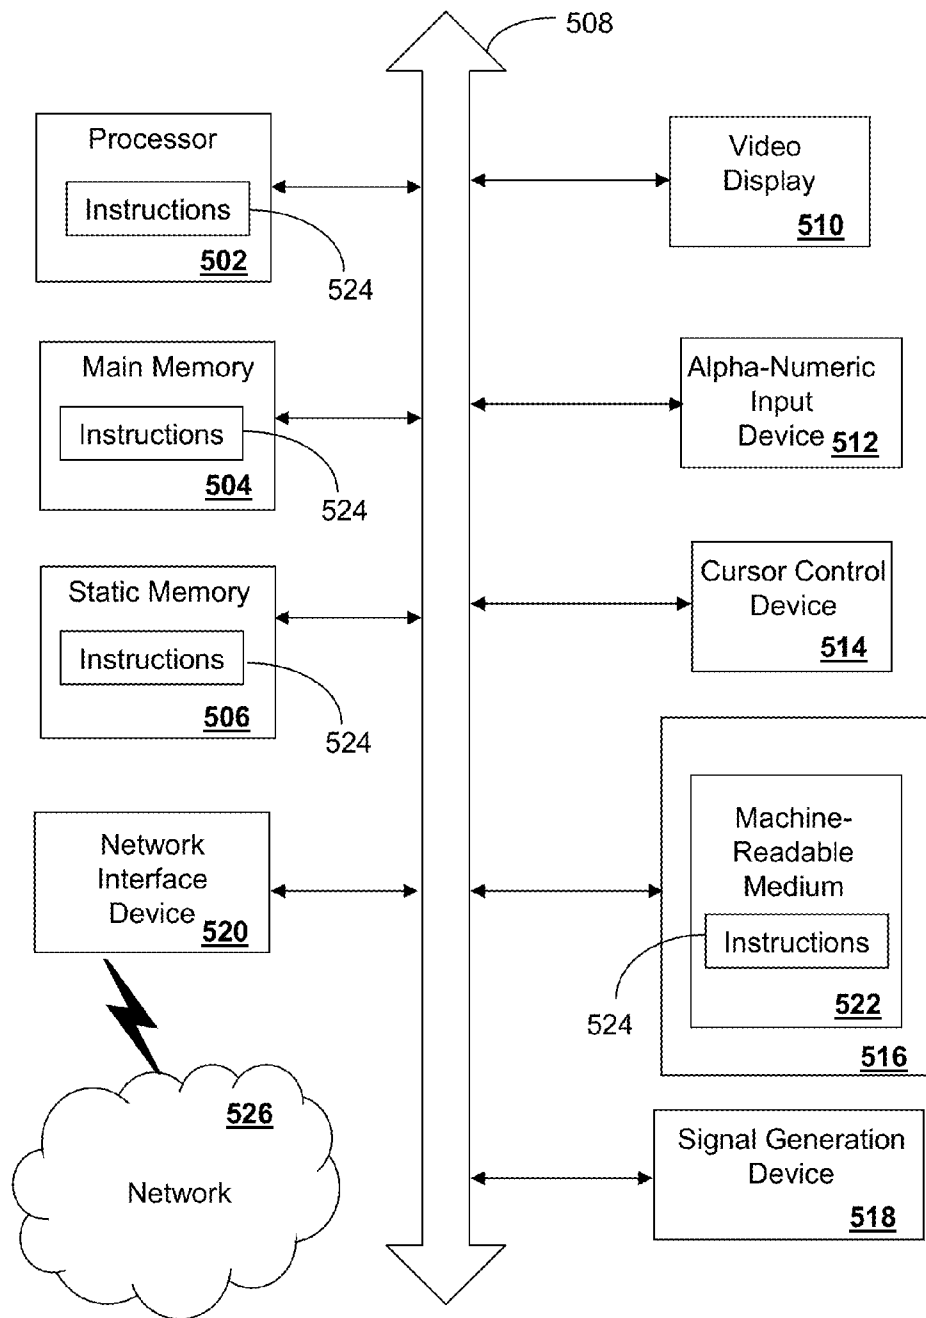 508
Processor
Instructions
502
524
Main Memory
Instructions
504
524
Static Memory
Instructions
506
524
Network
Interface
Device
520
526
Network
Video
Display
510
Alpha-Numeric
Input
Device
512
Cursor Control
Device
514
Machine-
Readable
Medium
Instructions
522
524
516
Signal Generation
Device
518